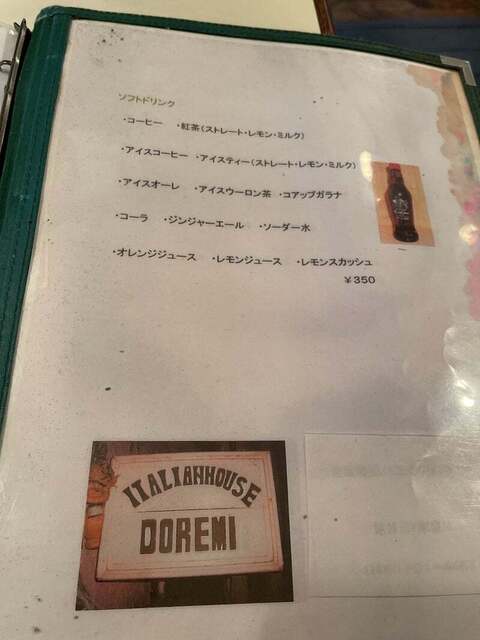 ソフトドリンク
・コーヒー ・紅茶(ストレート・レモン・ミルク)
・アイスコーヒー ・アイスティー(ストレート・レモン・ミルク)
・アイスオーレ ・アイスウーロン茶 ・コアップガラナ
・コーラ ・ジンジャーエール ・ソーダー水
・オレンジジュース ・レモンジュース ・レモンスカッシュ
￥350
ITALIANHOUSE
DOREMI